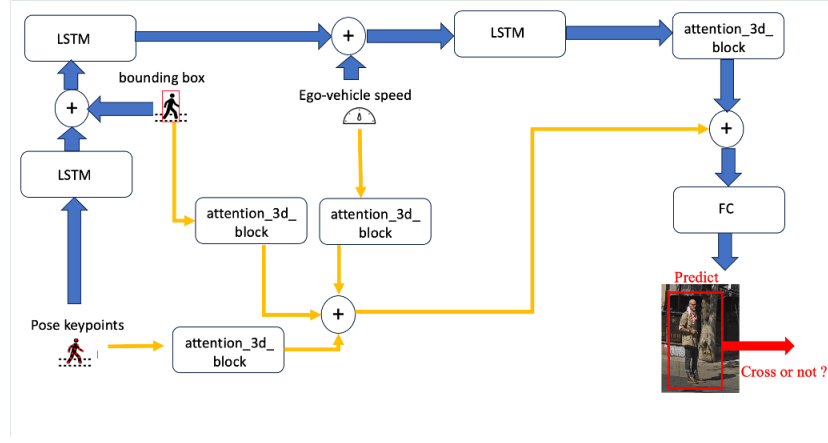 LSTM
+
LSTM
attention_3d_
block
bounding box
Ego-vehicle speed
+
+
LSTM
attention_3d_
block
attention_3d_
block
FC
Predict
Pose keypoints
+
attention_3d_
block
Cross or not ?